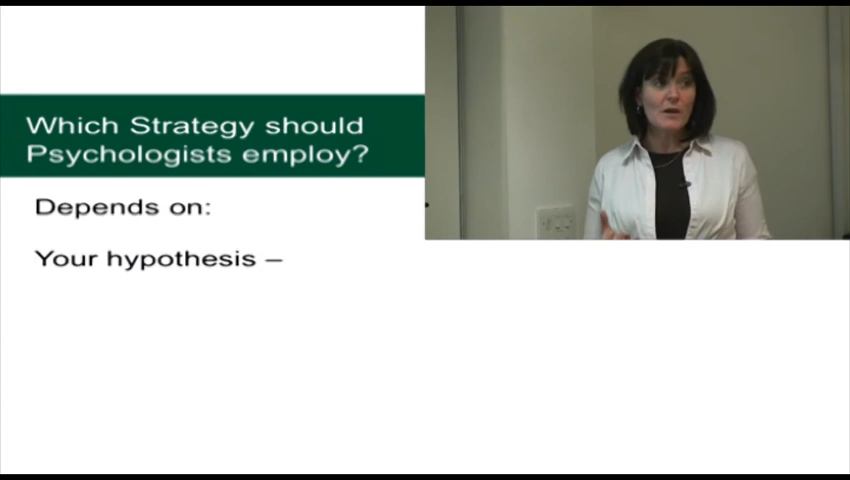 Which Strategy should
Psychologists employ?
Depends on:
Your hypothesis –